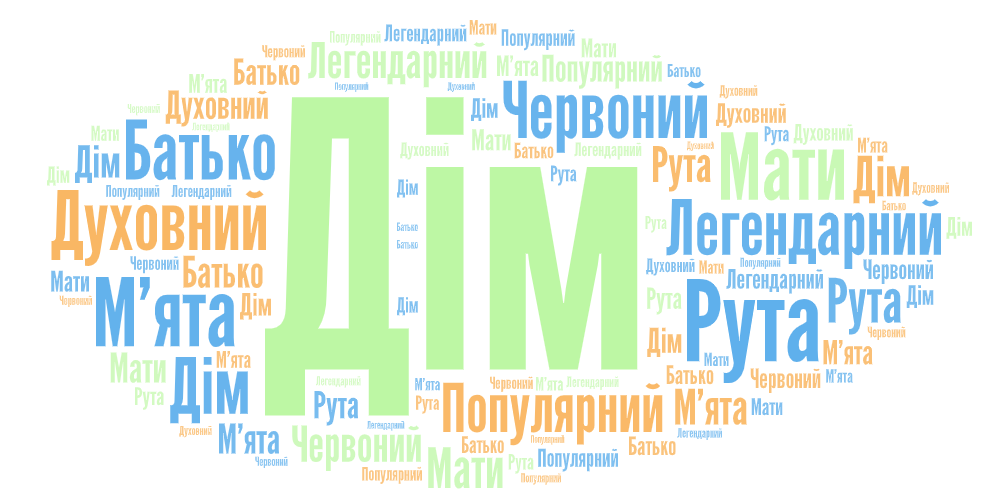 Популярний Легендарний Мати Популярний
Червоний Легендарний Мати
Батько М'ята Популярний Батько
М'ята Популярний Духовний Червоний Духовний
Духовний Дім Духовний
Червоний Легендарний
Мати Батько Дім Мати Рута Духовний
Дім Духовний Батько Легендарний Духовний М'ята
Дім Рута Рута Мати Дім
Популярний Легендарний Дім Духовний
Духовний Батько Рута Легендарний Батько Дім
Батько
Червоний Батько Духовний Мати Популярний Червоний
Мати М'ята Дім Легендарний
Червоний Дім Дім Рута Рута Рута Дім
Мати М'ята Дім Мати М'ята Червоний
Рута Дім Легендарний М'ята Червоний М'ята Легендарний Батько Червоний М'ята
Рута Рута Популярний М'ята Мати
Духовний М'ята Легендарний Легендарний
Червоний Червоний Батько Популярний Батько
Популярний Мати Рута Популярний
Популярний